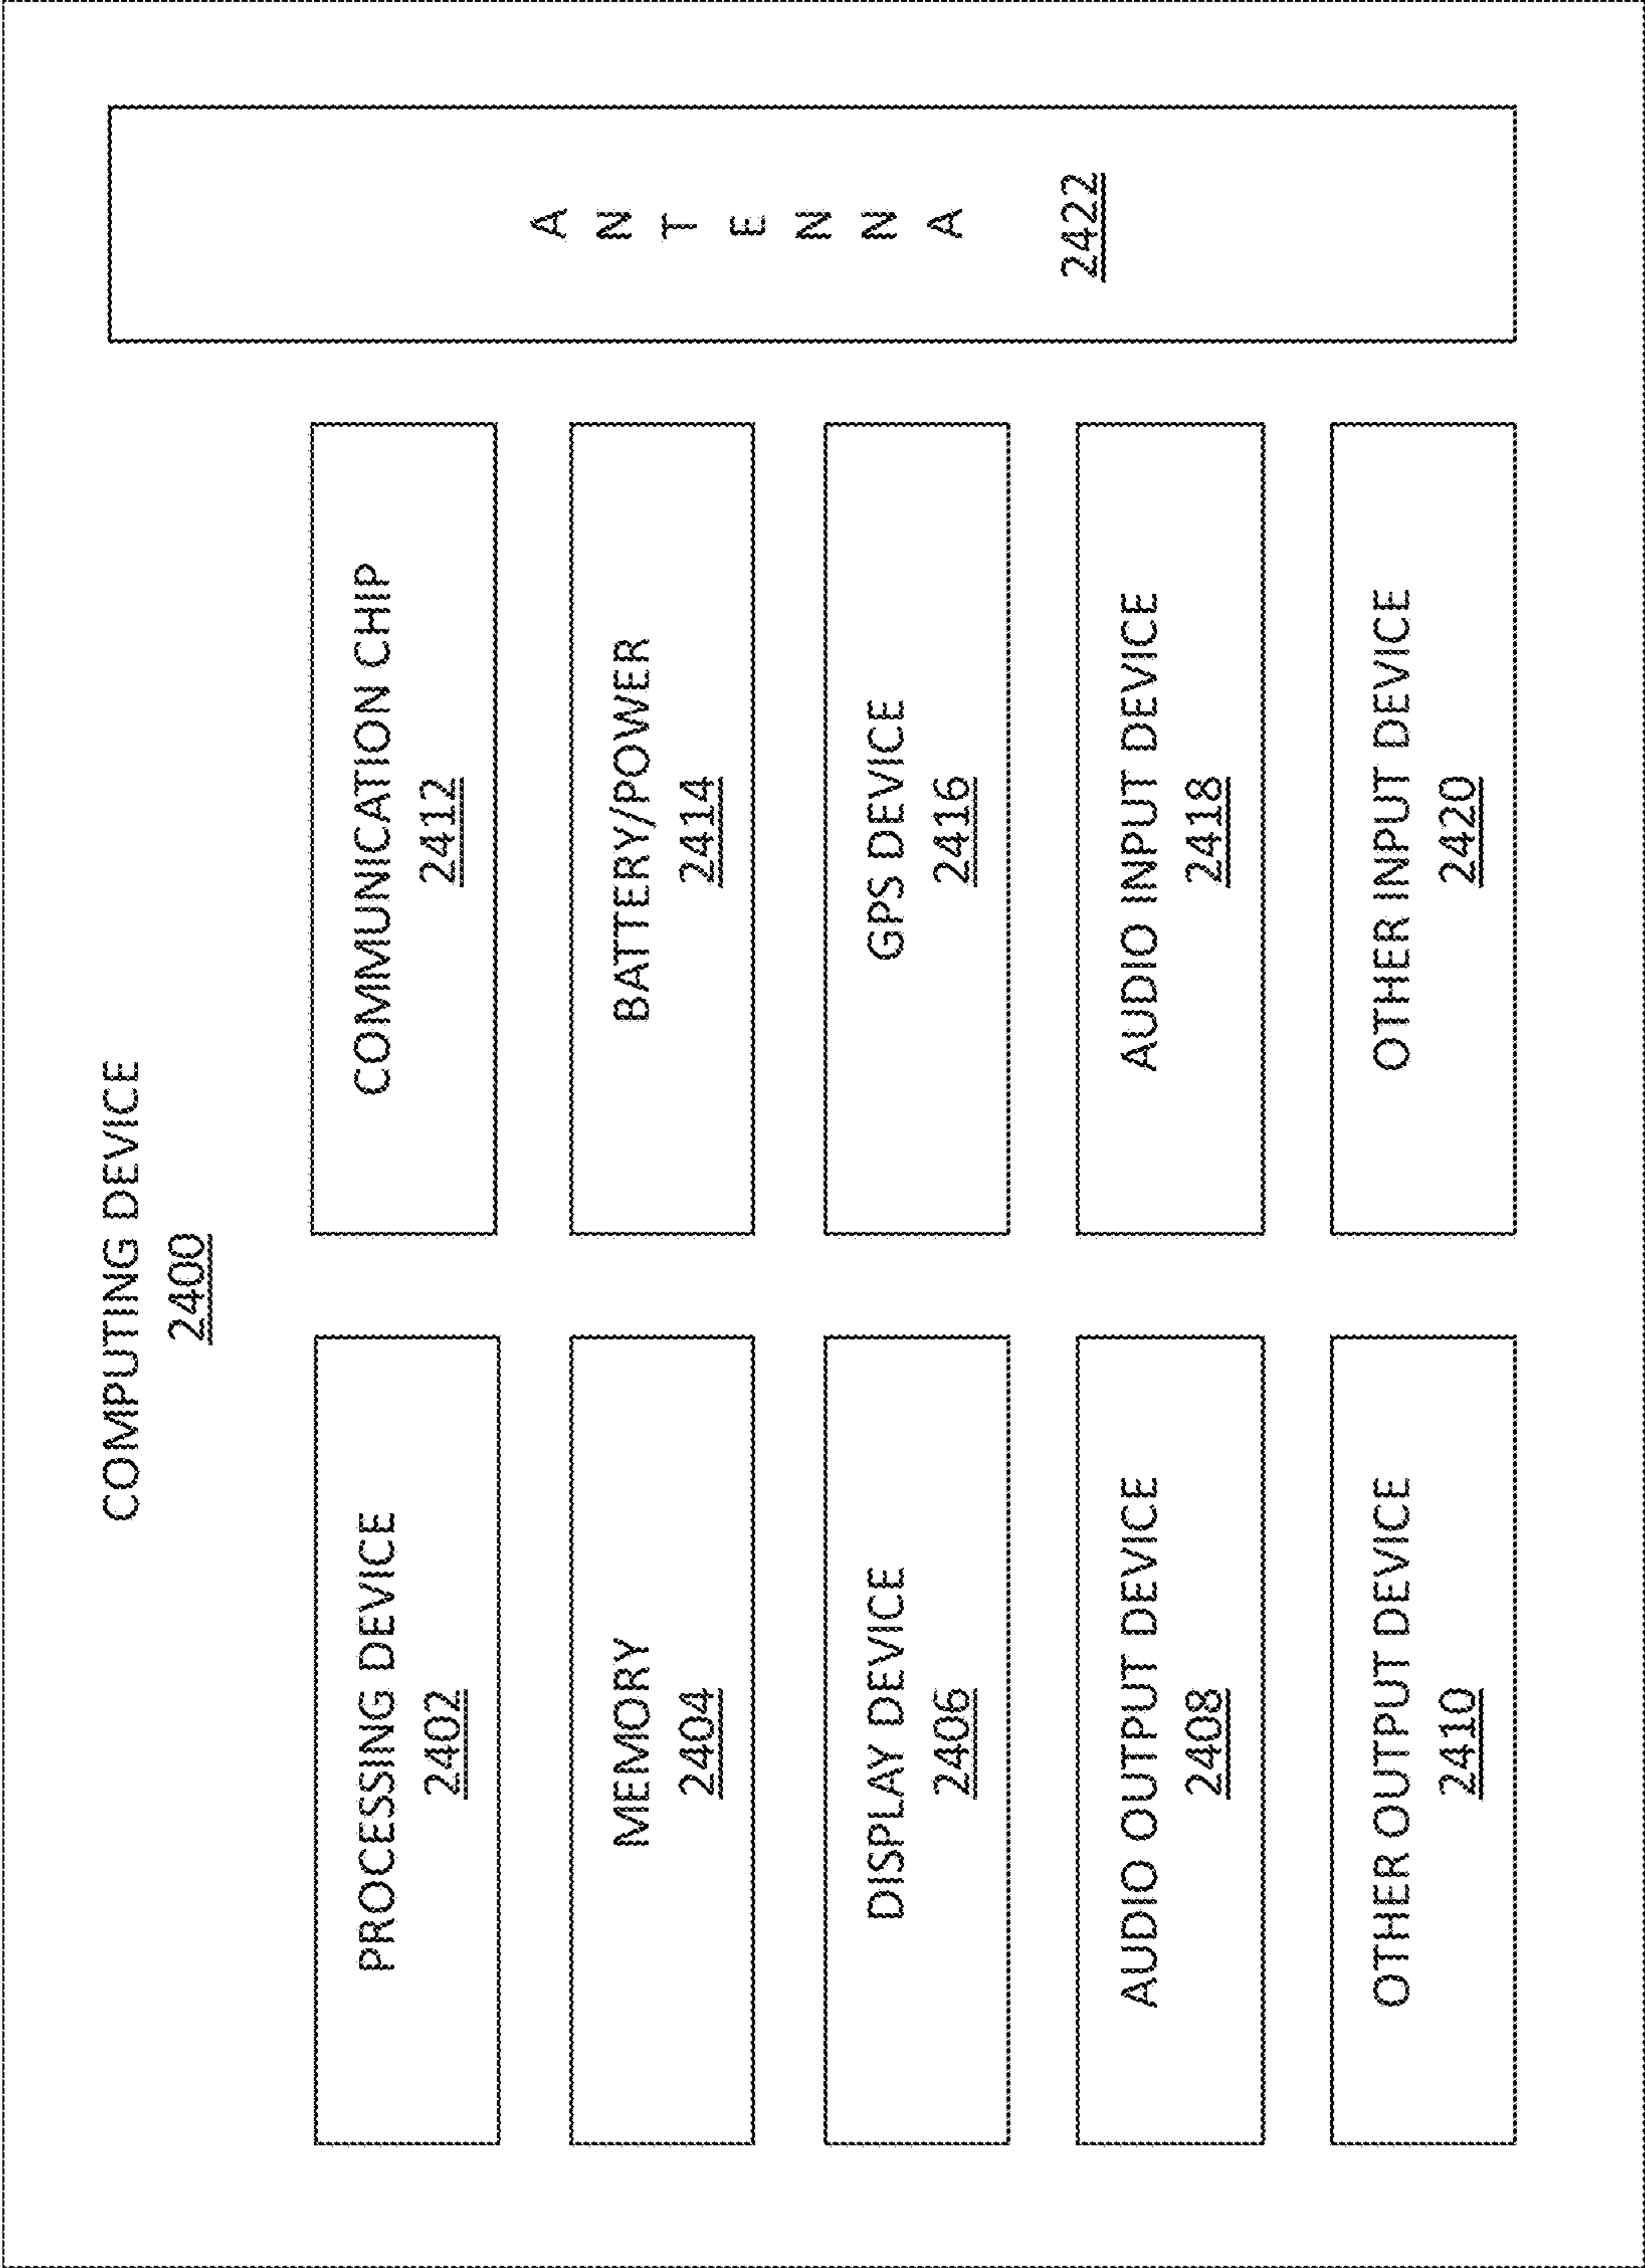 COMPUTING DEVICE
2400
PROCESSING DEVICE
2402
MEMORY
2404
DISPLAY DEVICE
2406
AUDIO OUTPUT DEVICE
2408
OTHER OUTPUT DEVICE
2410
COMMUNICATION CHIP
2412
BATTERY/POWER
2414
GPS DEVICE
2416
AUDIO INPUT DEVICE
2418
OTHER INPUT DEVICE
2420
A
N
T
E
N
N
A
2422